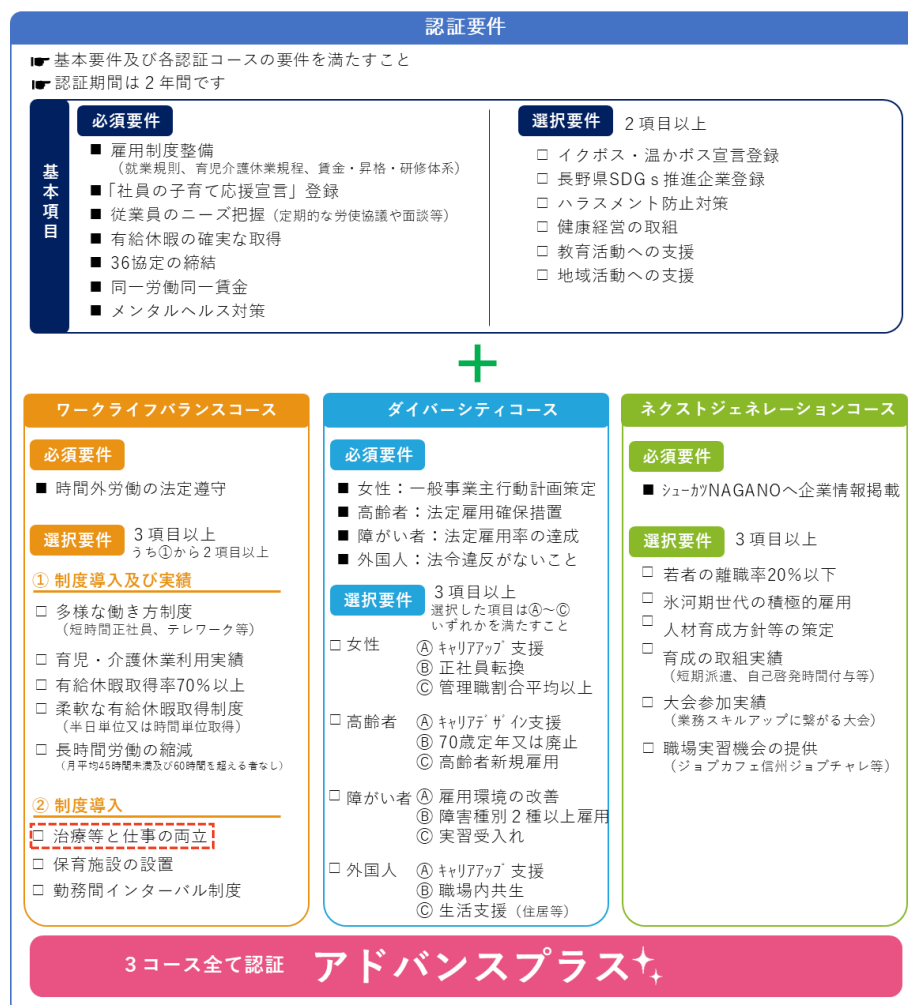 認証要件
☛ 基本要件及び各認証コースの要件を満たすこと
☛ 認証期間は２年間です
基本項目
必須要件
■ 雇用制度整備
（就業規則、育児介護休業規程、賃金・昇格・研修体系）
■「社員の子育て応援宣言」登録
■ 従業員のニーズ把握（定期的な労使協議や面談等）
■ 有給休暇の確実な取得
■ 36協定の締結
■ 同一労働同一賃金
■ メンタルヘルス対策
選択要件 ２項目以上
□ イクボス・温かボス宣言登録
□ 長野県SDGｓ推進企業登録
□ ハラスメント防止対策
□ 健康経営の取組
□ 教育活動への支援
□ 地域活動への支援
＋
ワークライフバランスコース
必須要件
■ 時間外労働の法定遵守
選択要件 ３項目以上
うち①から２項目以上
① 制度導入及び実績
□ 多様な働き方制度
（短時間正社員、テレワーク等）
□ 育児・介護休業利用実績
□ 有給休暇取得率70％以上
□ 柔軟な有給休暇取得制度
（半日単位又は時間単位取得）
□ 長時間労働の縮減
（月平均45時間未満及び60時間を超える者なし）
② 制度導入
□ 治療等と仕事の両立
□ 保育施設の設置
□ 勤務間インターバル制度
ダイバーシティコース
必須要件
■ 女性：一般事業主行動計画策定
■ 高齢者：法定雇用確保措置
■ 障がい者：法定雇用率の達成
■ 外国人：法令違反がないこと
選択要件 ３項目以上
選択した項目はⒶ～Ⓒ
いずれかを満たすこと
□ 女性 Ⓐ ｷｬﾘｱｱｯﾌﾟ支援
Ⓑ 正社員転換
Ⓒ 管理職割合平均以上
□ 高齢者 Ⓐ キャリアﾃﾞｻﾞｲﾝ支援
Ⓑ 70歳定年又は廃止
Ⓒ 高齢者新規雇用
□ 障がい者 Ⓐ 雇用環境の改善
Ⓑ 障害種別２種以上雇用
Ⓒ 実習受入れ
□ 外国人 Ⓐ ｷｬﾘｱｱｯﾌﾟ支援
Ⓑ 職場内共生
Ⓒ 生活支援（住居等）
ネクストジェネレーションコース
必須要件
■ ｼｭｰｶﾂNAGANOへ企業情報掲載
選択要件 ３項目以上
□ 若者の離職率20％以下
□ 氷河期世代の積極的雇用
□ 人材育成方針等の策定
□ 育成の取組実績
（短期派遣、自己啓発時間付与等）
□ 大会参加実績
（業務スキルアップに繋がる大会）
□ 職場実習機会の提供
（ジョブカフェ信州ジョブチャレ等）
３コース全て認証 アドバンスプラス